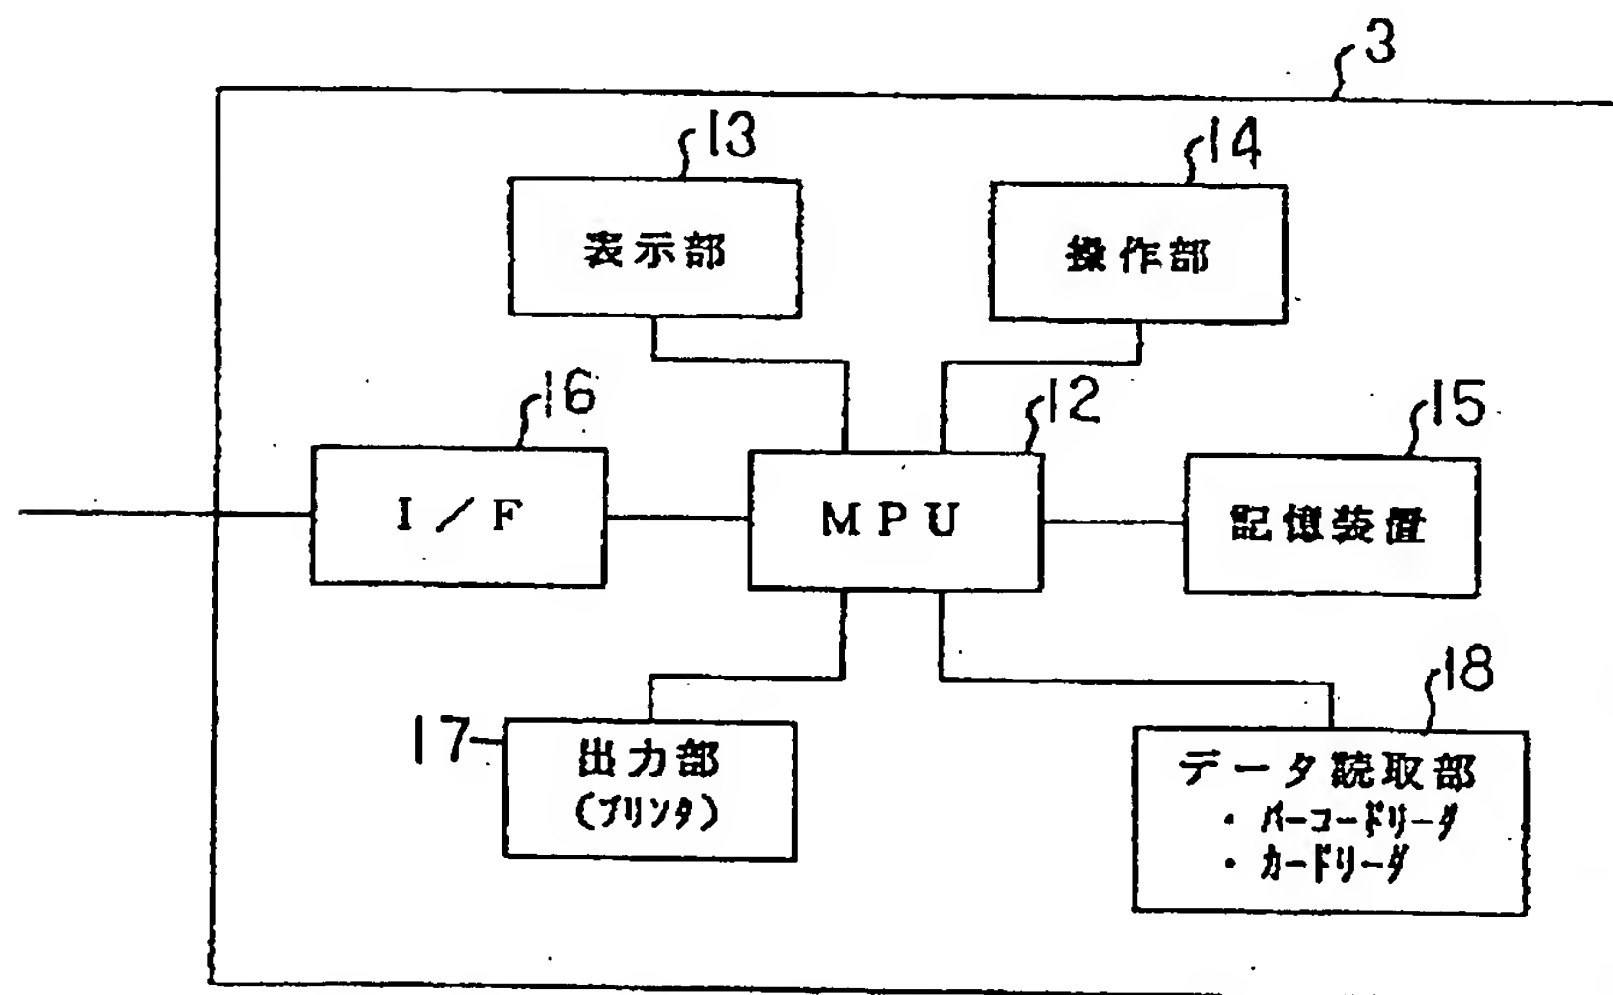 3
13
14
表示部
操作部
16
12
15
I／F
MPU
記憶装置
17
18
出力部
(プリンタ)
データ読取部
・バーコードリーダ
・カードリーダ